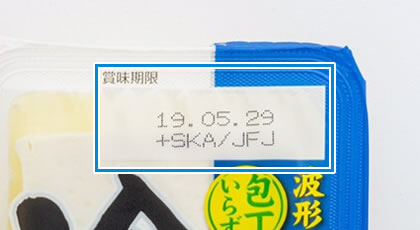 賞味期限
19.05.29
+SKA/JFJ
波形
包丁
いらず